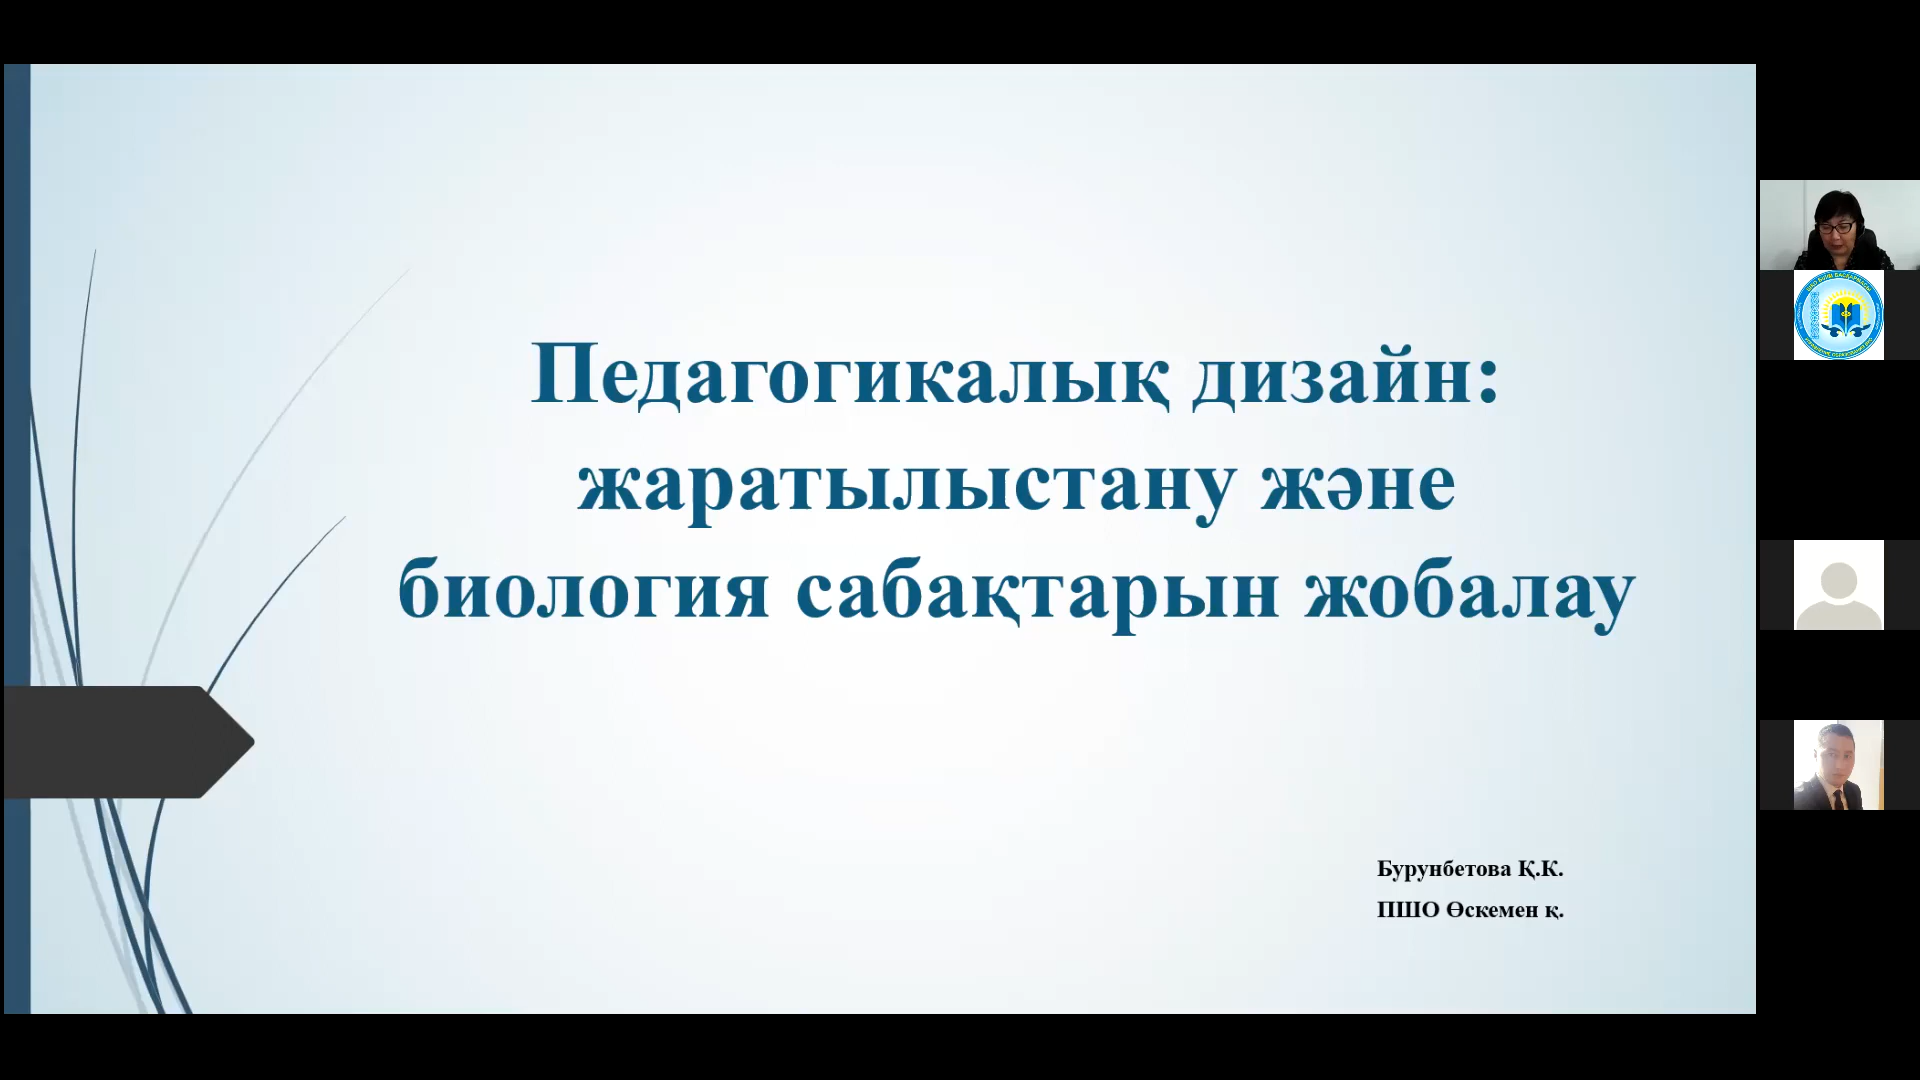 Педагогикалық дизайн:
жаратылыстану және
биология сабақтарын жобалау
Бурунбетова Қ.К.
ПШО Өскемен қ.